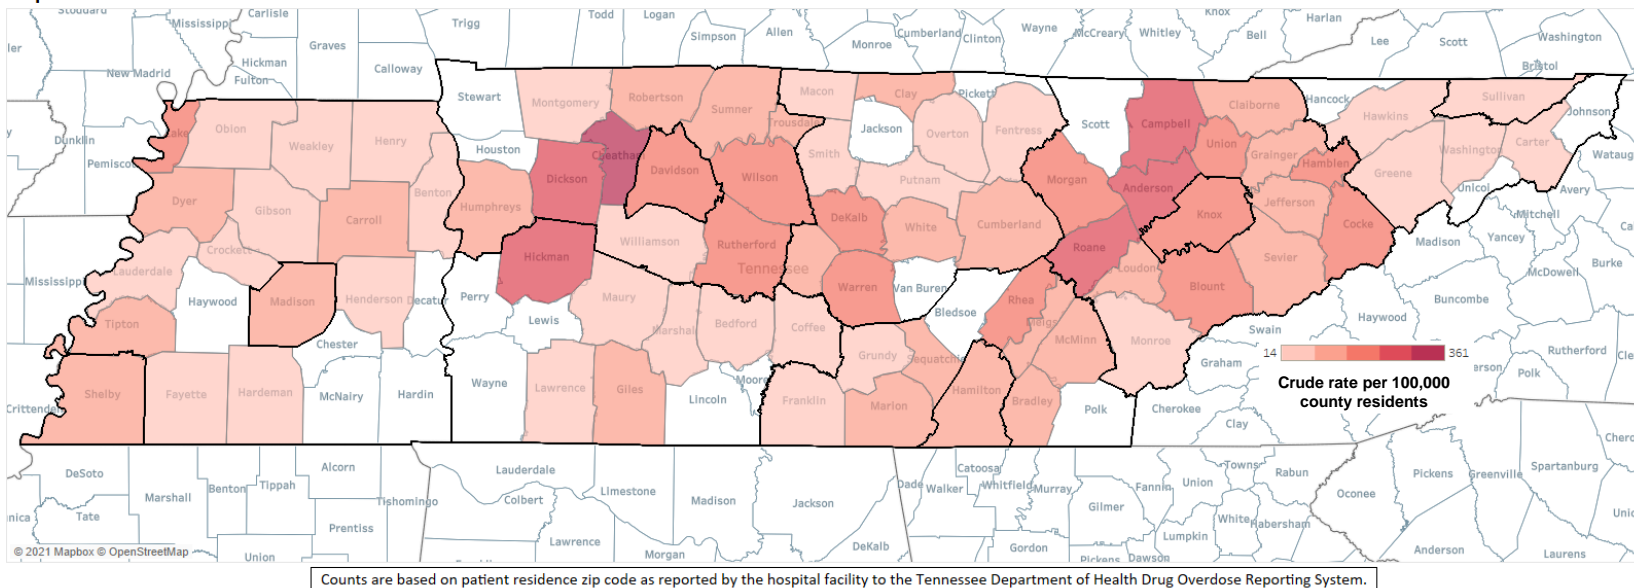 Stoddard
Carlisle
Mississippi
Trigg
Todd
Logan
Simpson
Allen
Monroe
Cumberland
Clinton
Wayne
McCreary
Whitley
Knox
Bell
Harlan
Lee
Scott
Washington
Bristol
ler
Graves
Hickman
Fulton
New Madrid
Calloway
Stewart
Montgomery
Robertson
Sumner
Macon
Trousdale
Clay
Pickett
Jackson
Overton
Fentress
Scott
Campbell
Claiborne
Hancock
Hawkins
Sullivan
Johnson
Dunklin
Pemiscot
Lake
Obion
Weakley
Henry
Houston
Cheatham
Dickson
Davidson
Wilson
Smith
Putnam
Morgan
Anderson
Union
Grainger
Hamblen
Greene
Washington
Carter
Unicoi
Watauga
Avery
Dyer
Gibson
Carroll
Benton
Humphreys
Williamson
Rutherford
Tennessee
DeKalb
White
Cumberland
Roane
Knox
Jefferson
Cocke
Madison
Mitchell
Yancey
McDowell
Burke
Ca
Crockett
Lauderdale
Mississippi
Haywood
Madison
Henderson
Decatur
Perry
Hickman
Lewis
Maury
Marshall
Bedford
Coffee
Warren
Van Buren
Bledsoe
Rhea
Meigs
Loudon
Blount
Sevier
Buncombe
Haywood
Swain
Tipton
Chester
McMinn
Monroe
Graham
Rutherford
Cle
Shelby
Crittenden
Fayette
Hardeman
McNairy
Hardin
Wayne
Lawrence
Giles
Lincoln
Moore
Franklin
Grundy
Sequatchie
Marion
Hamilton
Bradley
Polk
Cherokee
Clay
erson
Polk
14
361
Crude rate per 100,000
county residents
DeSoto
Tate
nica
Marshall
Benton
Tippah
Alcorn
Prentiss
Tishomingo
Union
Lauderdale
Colbert
Lawrence
Limestone
Morgan
Madison
Jackson
DeKalb
Dade
Walker
Catoosa
Whitfield
Murray
Gordon
Gilmer
Pickens
Fannin
Dawson
Union
Towns
White
Lumpkin
Rabun
Habersham
Oconee
Pickens
Greenville
Spartanburg
Anderson
Laurens
Cherc
Unic
© 2021 Mapbox © OpenStreetMap
Counts are based on patient residence zip code as reported by the hospital facility to the Tennessee Department of Health Drug Overdose Reporting System.